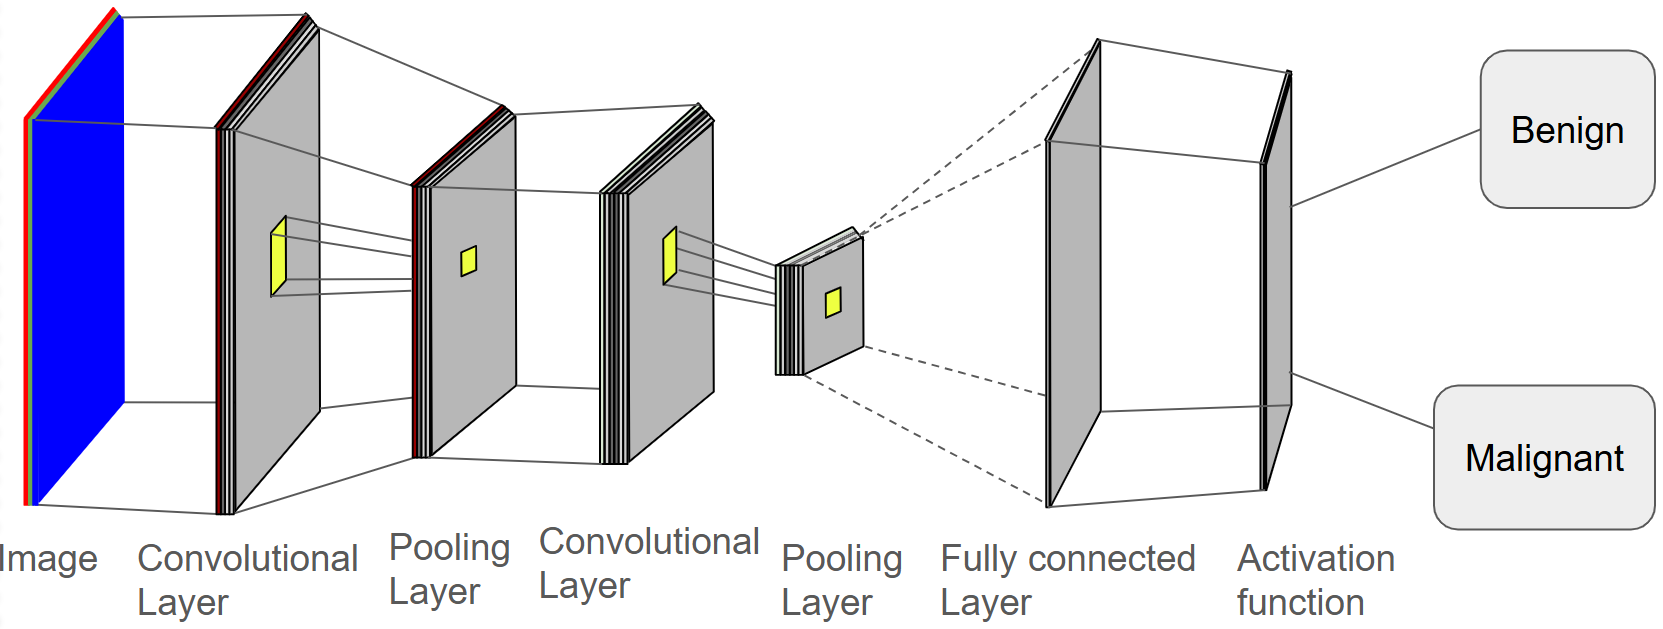 Benign
Malignant
Image
Convolutional
Layer
Pooling
Layer
Convolutional
Layer
Pooling
Layer
Fully connected
Layer
Activation
function